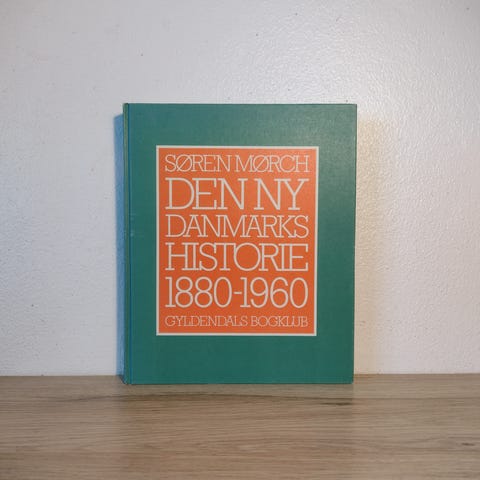 SØREN MØRCH
DEN NY
DANMARKS
HISTORIE
1880-1960
GYLDENDALS BOGKLUB